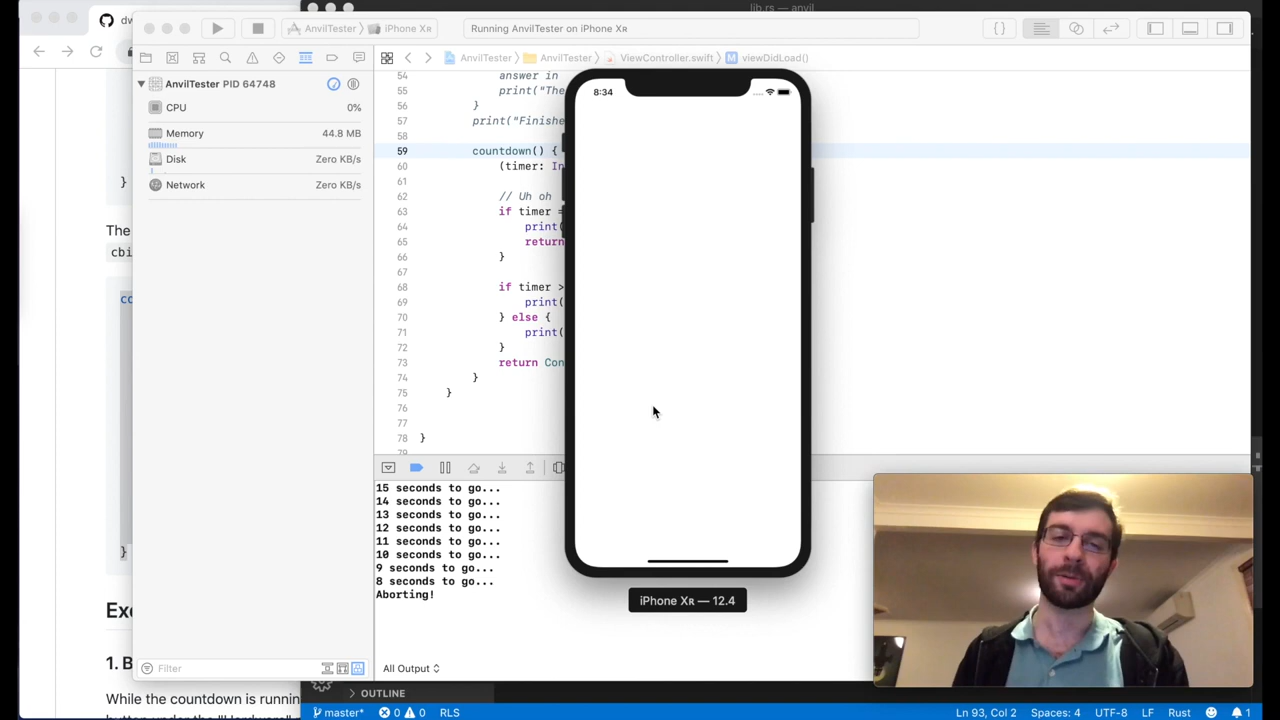 lib.rs — anvil
dw
AnvilTester
iPhone Xʀ
Running AnvilTester on iPhone Xʀ
AnvilTester
AnvilTester
ViewController.swift
viewDidLoad()
AnvilTester PID 64748
CPU 0%
Memory 44.8 MB
Disk Zero KB/s
Network Zero KB/s
Filter
}
The
cbi
co
}
Exe
1. B
While the countdown is running
54 answer in
55 print("The
56 }
57 print("Finishe
58
59 countdown() {
60 (timer: In
61
62 // Uh oh
63 if timer =
64 print(
65 return
66 }
67
68 if timer >
69 print(
70 } else {
71 print(
72 }
73 return Con
74 }
75 }
76
77
78 }
79
8:34
iPhone Xʀ — 12.4
15 seconds to go...
14 seconds to go...
13 seconds to go...
12 seconds to go...
11 seconds to go...
10 seconds to go...
9 seconds to go...
8 seconds to go...
Aborting!
All Output
OUTLINE
master*
0
0
RLS
Ln 93, Col 2
Spaces: 4
UTF-8
LF
Rust
1